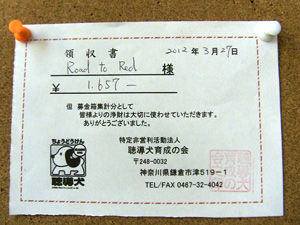 領収書 2012年3月27日
Road to Red 様
¥ 1,657-
但 募金箱集計分として
皆様よりの浄財は大切に使わせていただきます。
ありがとうございました。
特定非営利活動法人
聴導犬育成の会
〒248-0032
神奈川県鎌倉市津519-1
TEL/FAX 0467-32-4042
ちょうどうけん
聴導犬